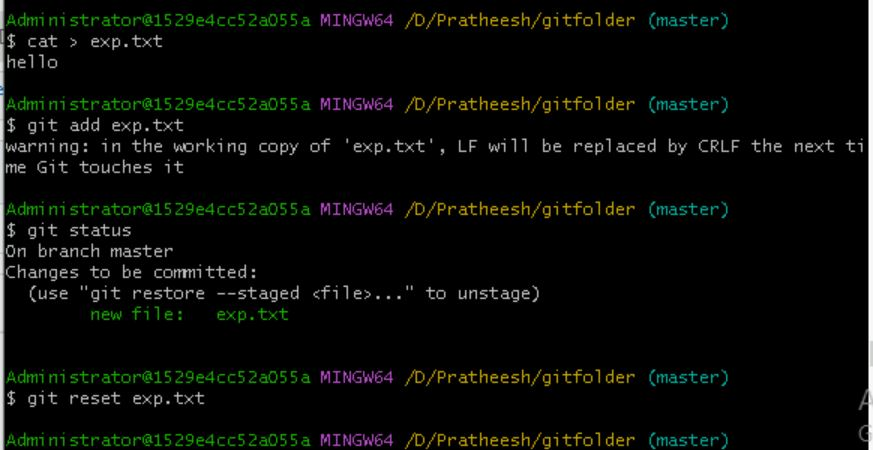 Administrator@1529e4cc52a055a MINGW64 /D/Pratheesh/gitfolder (master)
$ cat > exp.txt
hello
Administrator@1529e4cc52a055a MINGW64 /D/Pratheesh/gitfolder (master)
$ git add exp.txt
warning: in the working copy of 'exp.txt', LF will be replaced by CRLF the next ti
me Git touches it
Administrator@1529e4cc52a055a MINGW64 /D/Pratheesh/gitfolder (master)
$ git status
On branch master
Changes to be committed:
  (use "git restore --staged <file>..." to unstage)
        new file:   exp.txt
Administrator@1529e4cc52a055a MINGW64 /D/Pratheesh/gitfolder (master)
$ git reset exp.txt
Administrator@1529e4cc52a055a MINGW64 /D/Pratheesh/gitfolder (master)